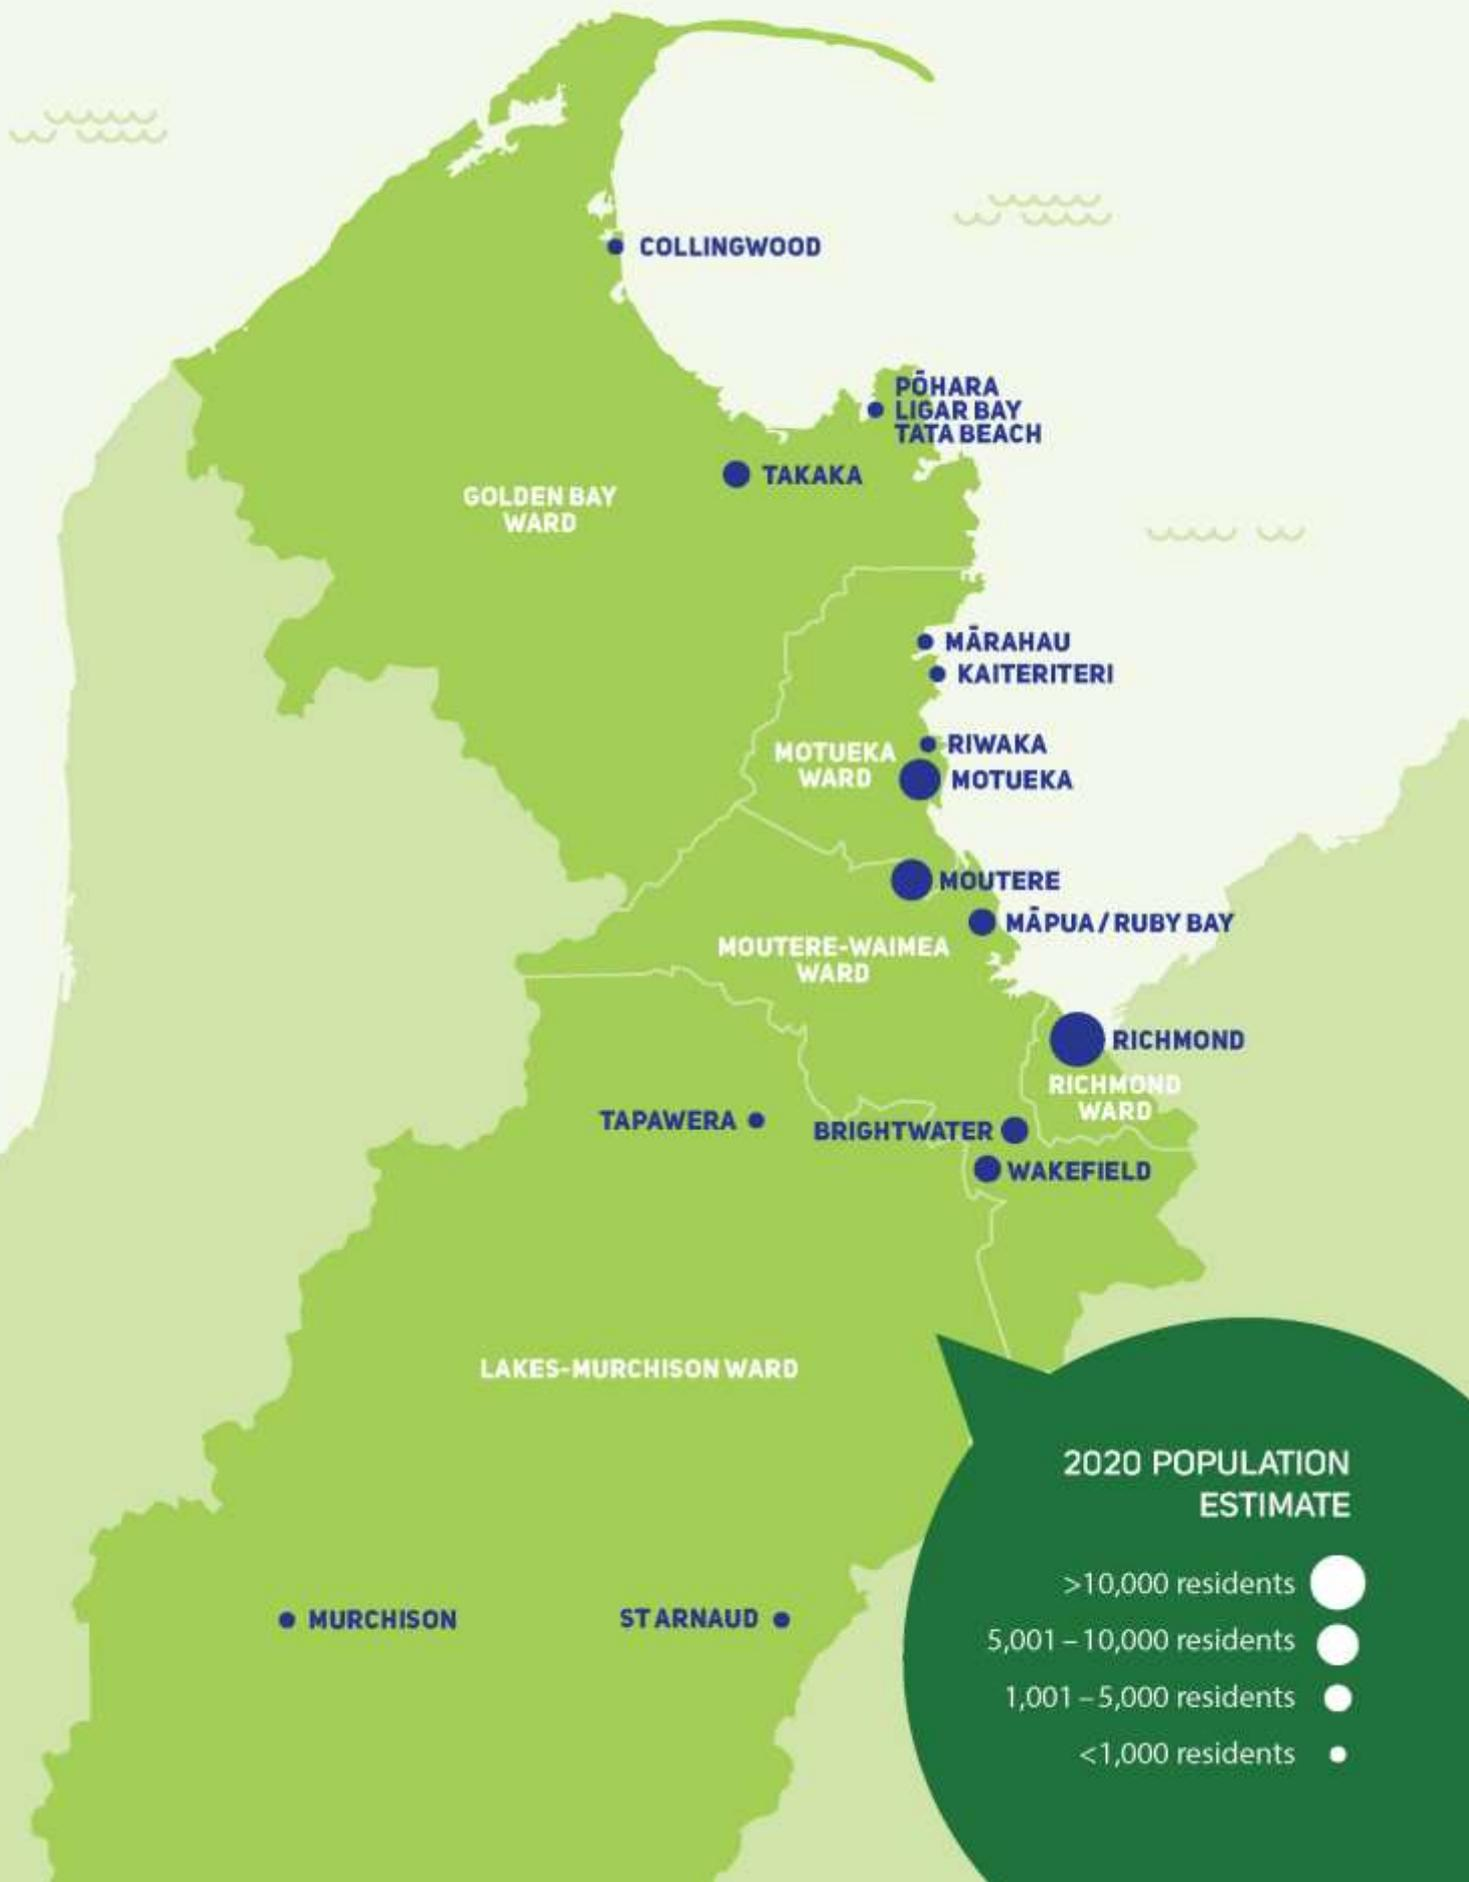 COLLINGWOOD
PŌHARA
LIGAR BAY
TATA BEACH
TAKAKA
GOLDEN BAY
WARD
MĀRAHAU
KAITERITERI
RIWAKA
MOTUEKA
WARD
MOTUEKA
MOUTERE
MĀPUA / RUBY BAY
MOUTERE-WAIMEA
WARD
RICHMOND
RICHMOND
WARD
TAPAWERA
BRIGHTWATER
WAKEFIELD
LAKES-MURCHISON WARD
MURCHISON
ST ARNAUD
2020 POPULATION
ESTIMATE
>10,000 residents
5,001 – 10,000 residents
1,001 – 5,000 residents
<1,000 residents